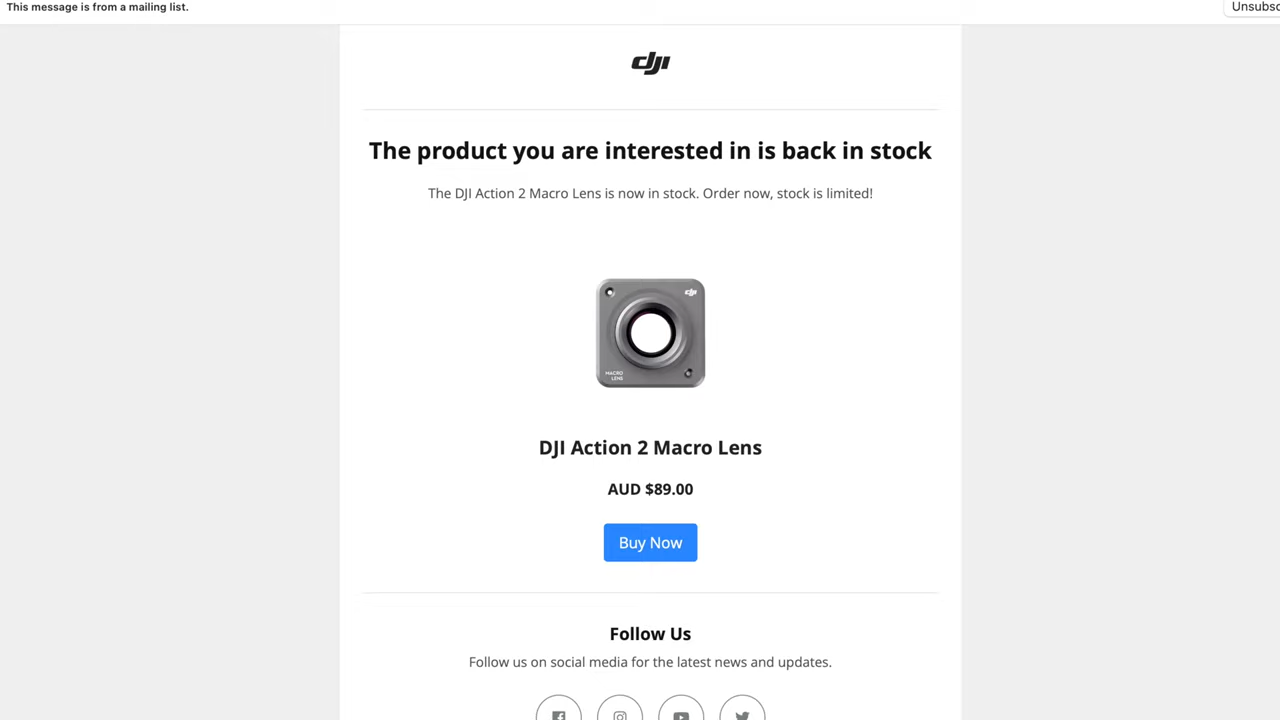 This message is from a mailing list.
dji
The product you are interested in is back in stock
The DJI Action 2 Macro Lens is now in stock. Order now, stock is limited!
dji
MACRO
LENS
DJI Action 2 Macro Lens
AUD $89.00
Buy Now
Follow Us
Follow us on social media for the latest news and updates.